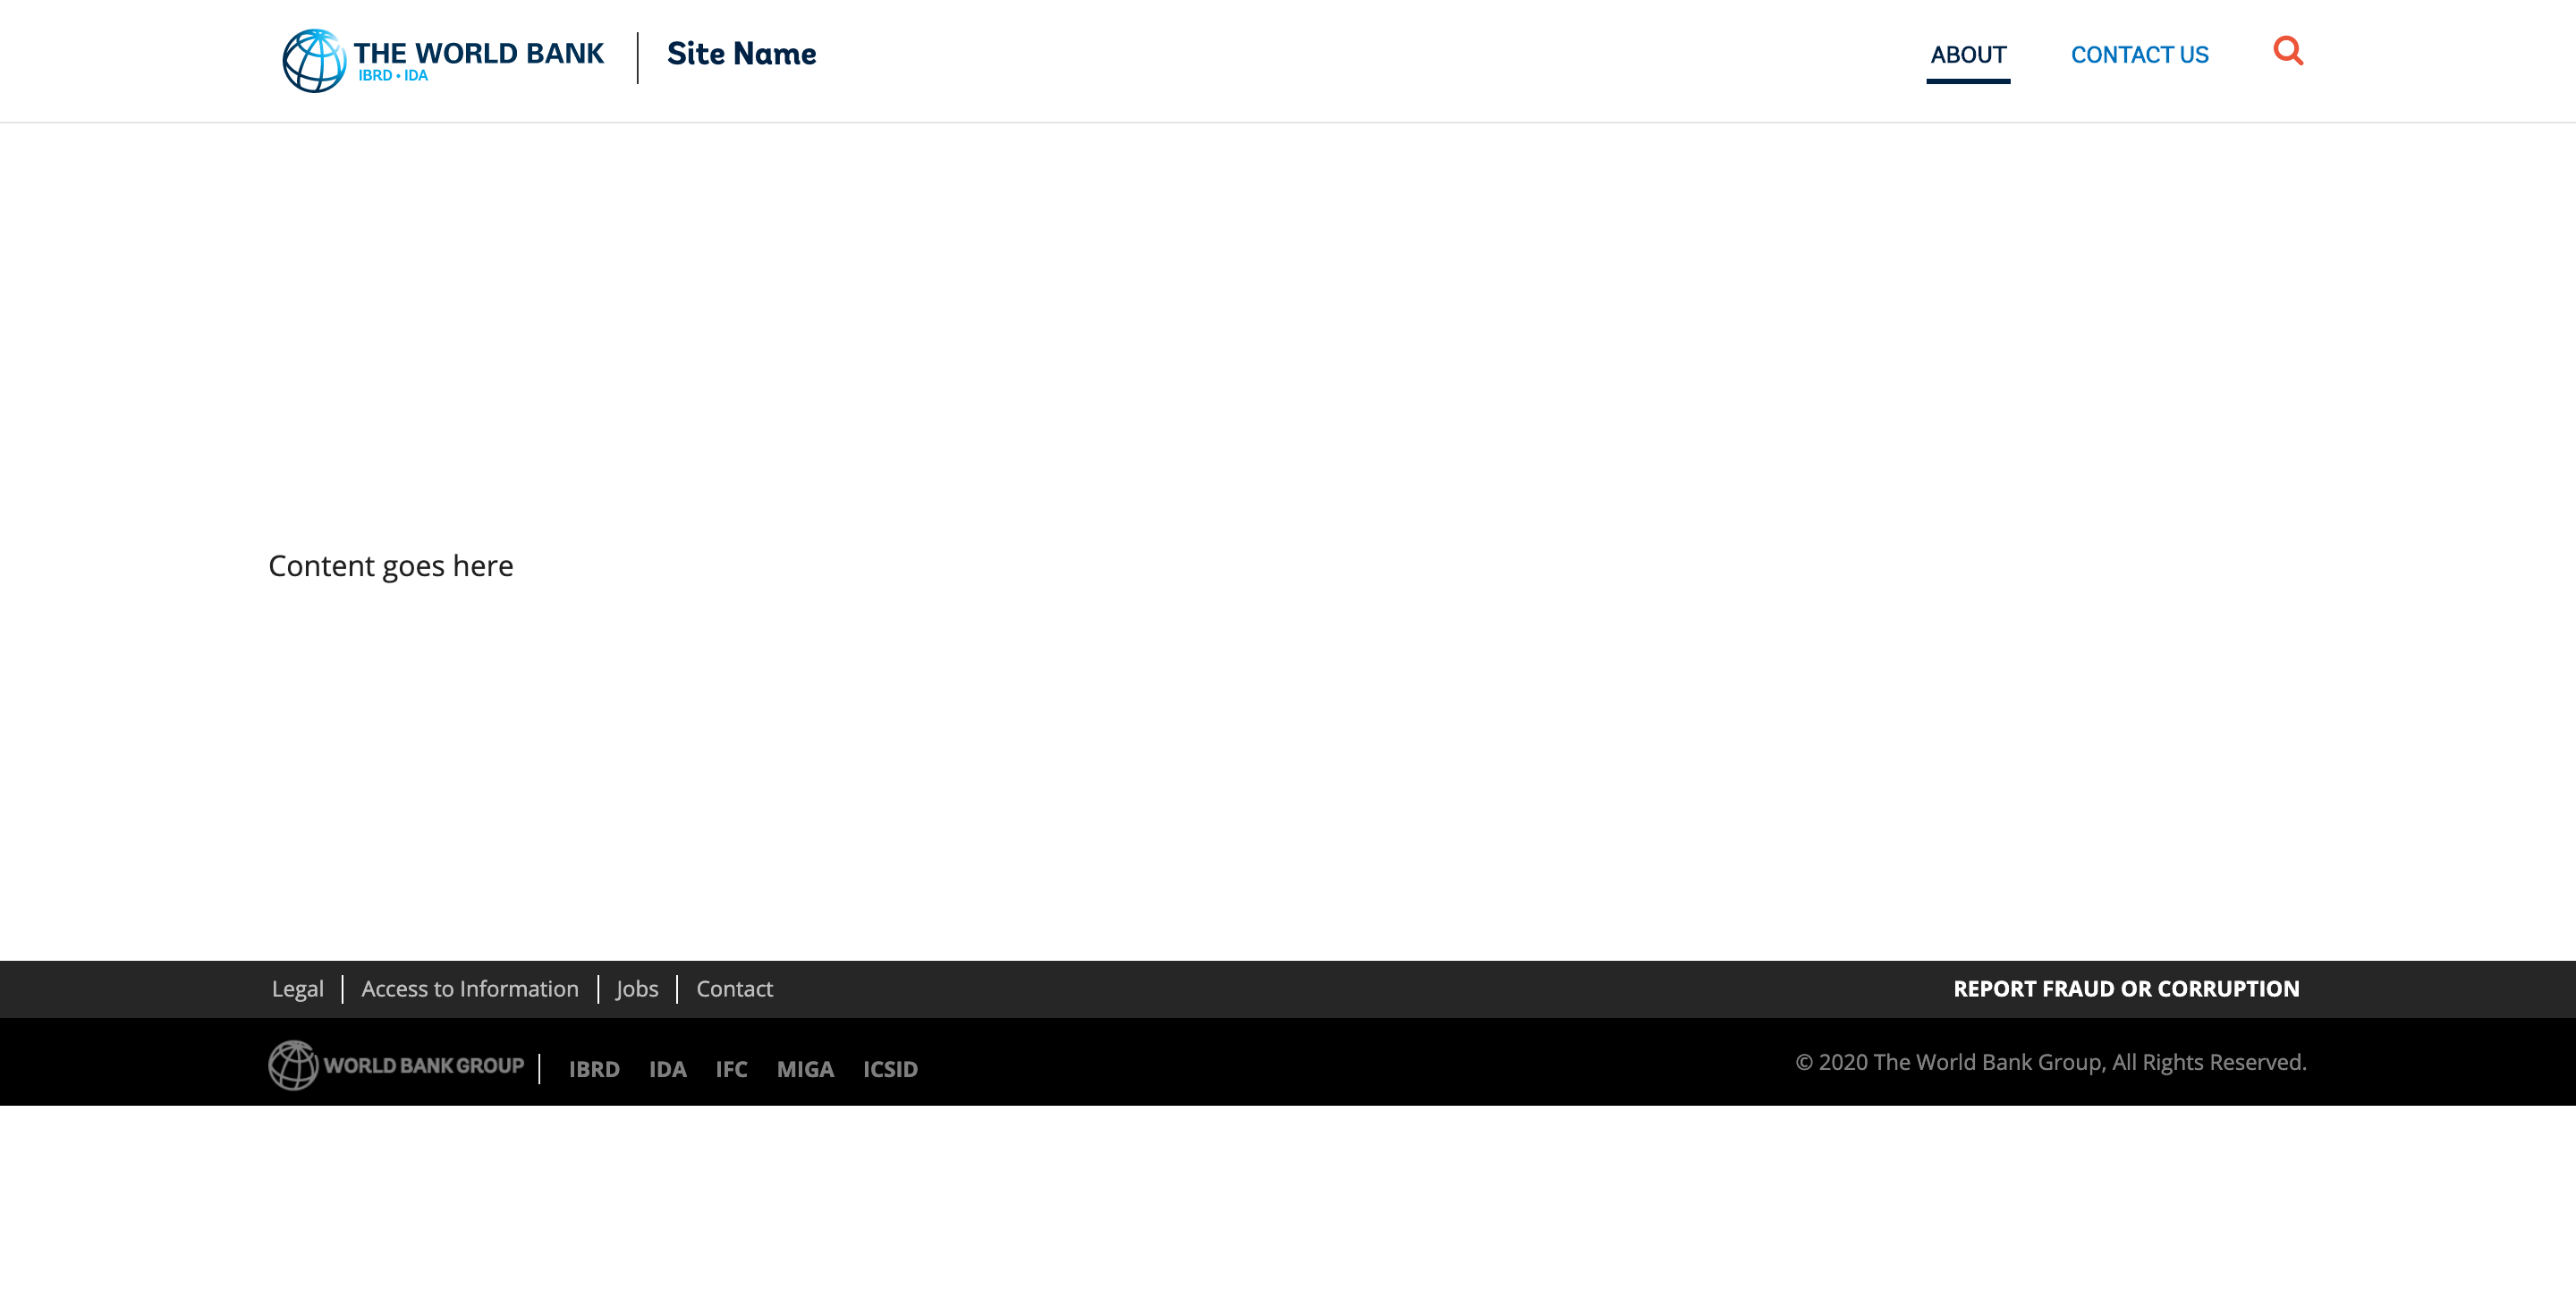 THE WORLD BANK
IBRD • IDA
Site Name
ABOUT
CONTACT US
Content goes here
Legal
Access to Information
Jobs
Contact
REPORT FRAUD OR CORRUPTION
WORLD BANK GROUP
IBRD
IDA
IFC
MIGA
ICSID
© 2020 The World Bank Group, All Rights Reserved.